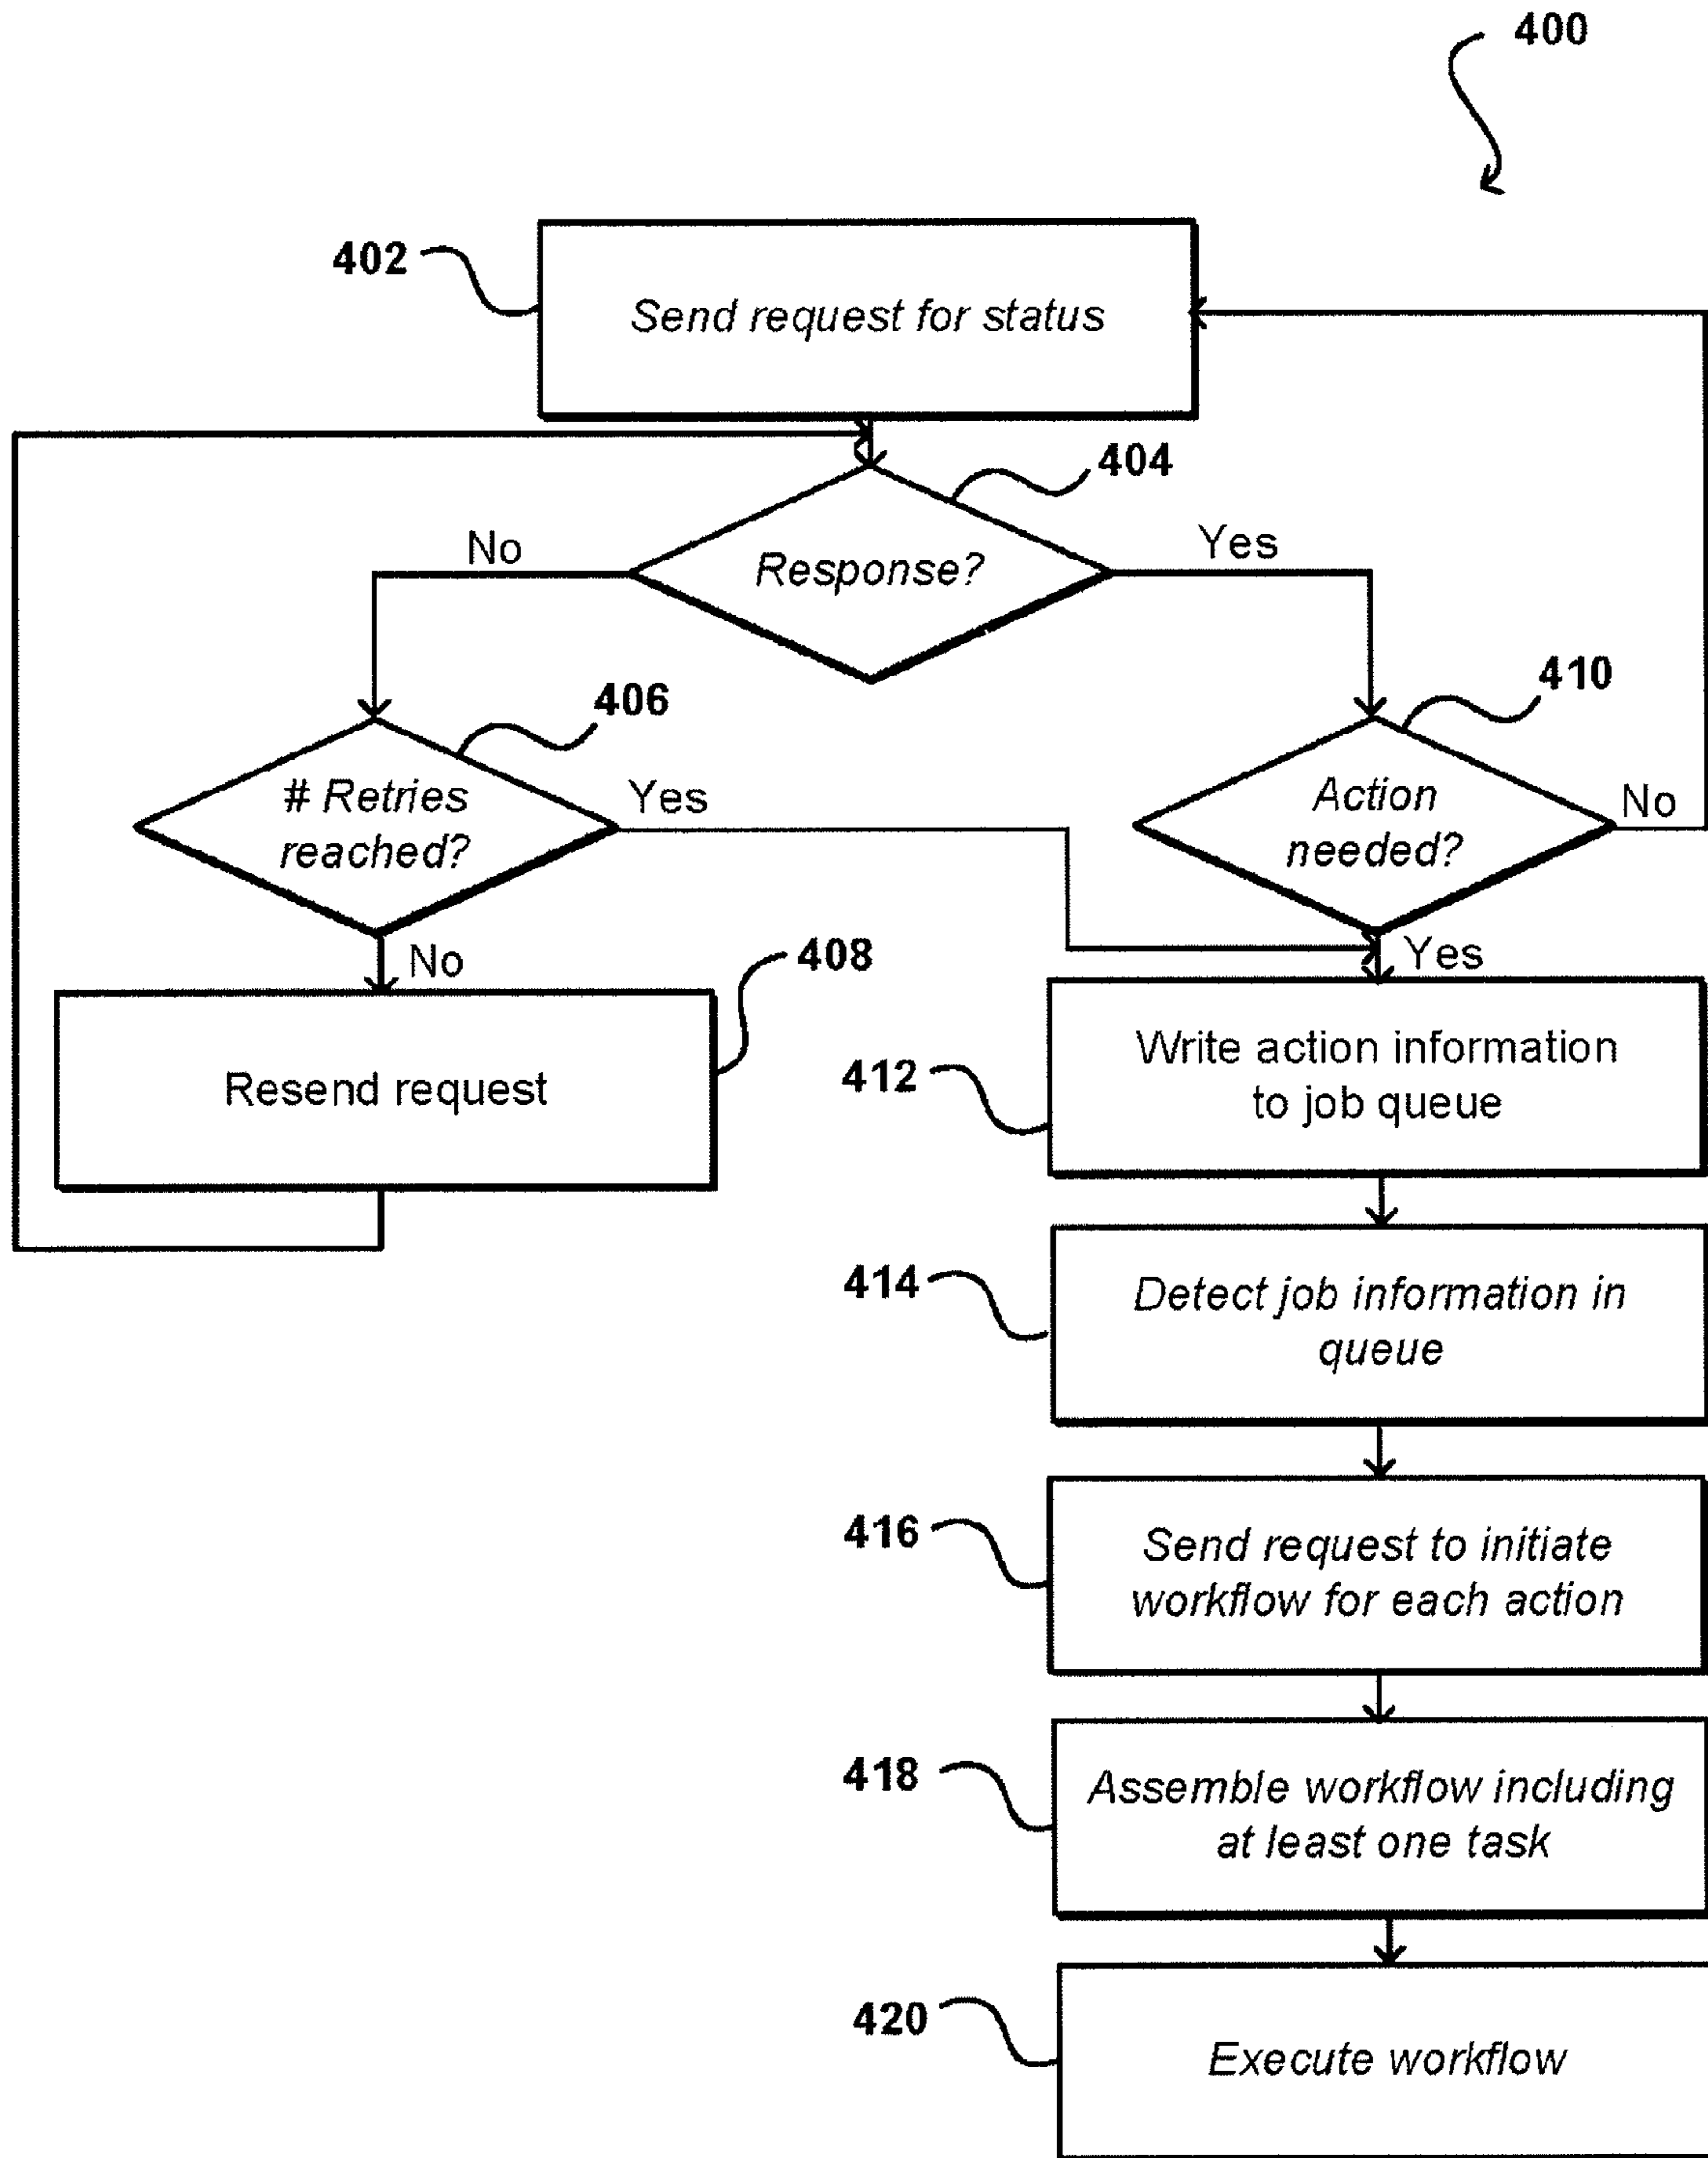 400
402
Send request for status
404
No
Response?
Yes
406
410
# Retries
reached?
Yes
Action
needed?
No
No
408
Yes
Resend request
412
Write action information
to job queue
414
Detect job information in
queue
416
Send request to initiate
workflow for each action
418
Assemble workflow including
at least one task
420
Execute workflow